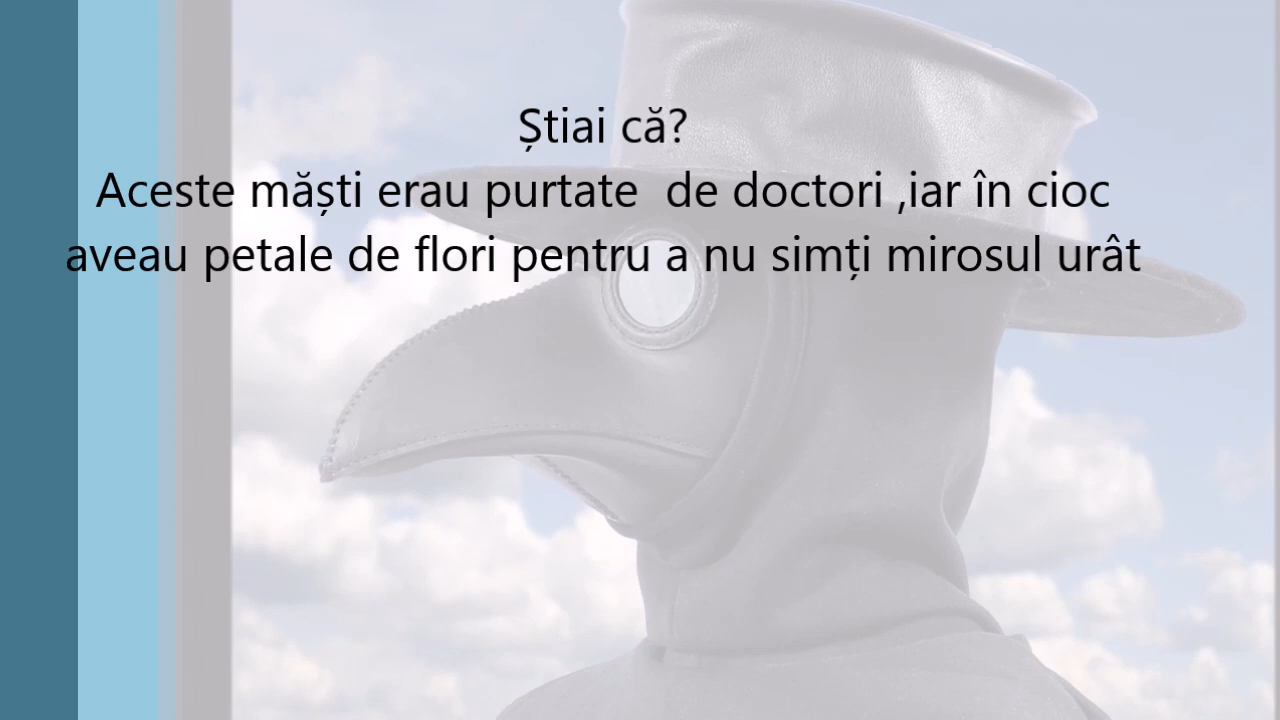 Știai că?
Aceste măști erau purtate  de doctori ,iar în cioc
aveau petale de flori pentru a nu simți mirosul urât